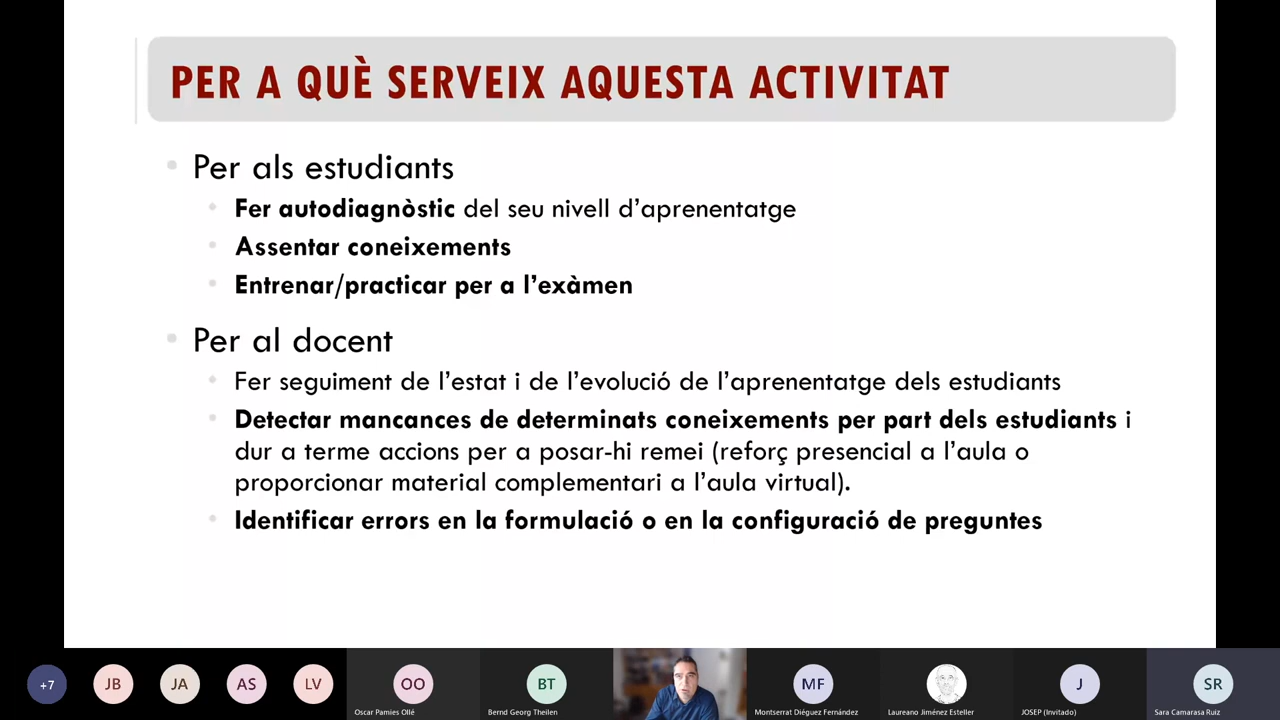 PER A QUÈ SERVEIX AQUESTA ACTIVITAT
Per als estudiants
Fer autodiagnòstic del seu nivell d’aprenentatge
Assentar coneixements
Entrenar/practicar per a l’exàmen
Per al docent
Fer seguiment de l’estat i de l’evolució de l’aprenentatge dels estudiants
Detectar mancances de determinats coneixements per part dels estudiants i
dur a terme accions per a posar-hi remei (reforç presencial a l’aula o
proporcionar material complementari a l’aula virtual).
Identificar errors en la formulació o en la configuració de preguntes
+7 JB JA AS LV OO BT MF J SR
Oscar Pamies Ollé Bernd Georg Theilen Montserrat Diéguez Fernández Laureano Jiménez Esteller JOSEP (Invitado) Sara Camarasa Ruiz